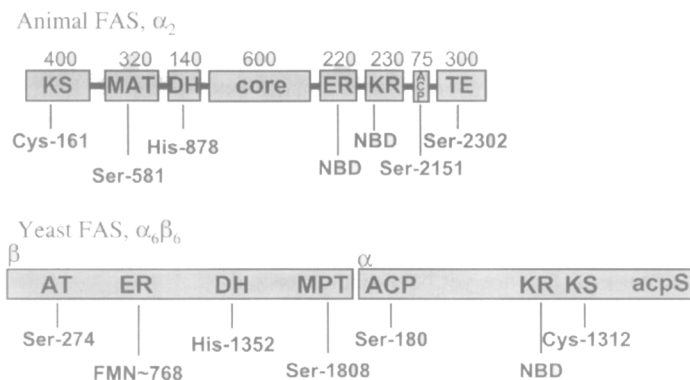 Animal FAS, α₂
400 320 140 600 220 230 75 300
KS MAT DH core ER KR ACP TE
Cys-161 His-878 NBD Ser-2302
Ser-581 NBD Ser-2151
Yeast FAS, α₆β₆
β α
AT ER DH MPT ACP KR KS acpS
Ser-274 His-1352 Ser-180 Cys-1312
FMN~768 Ser-1808 NBD